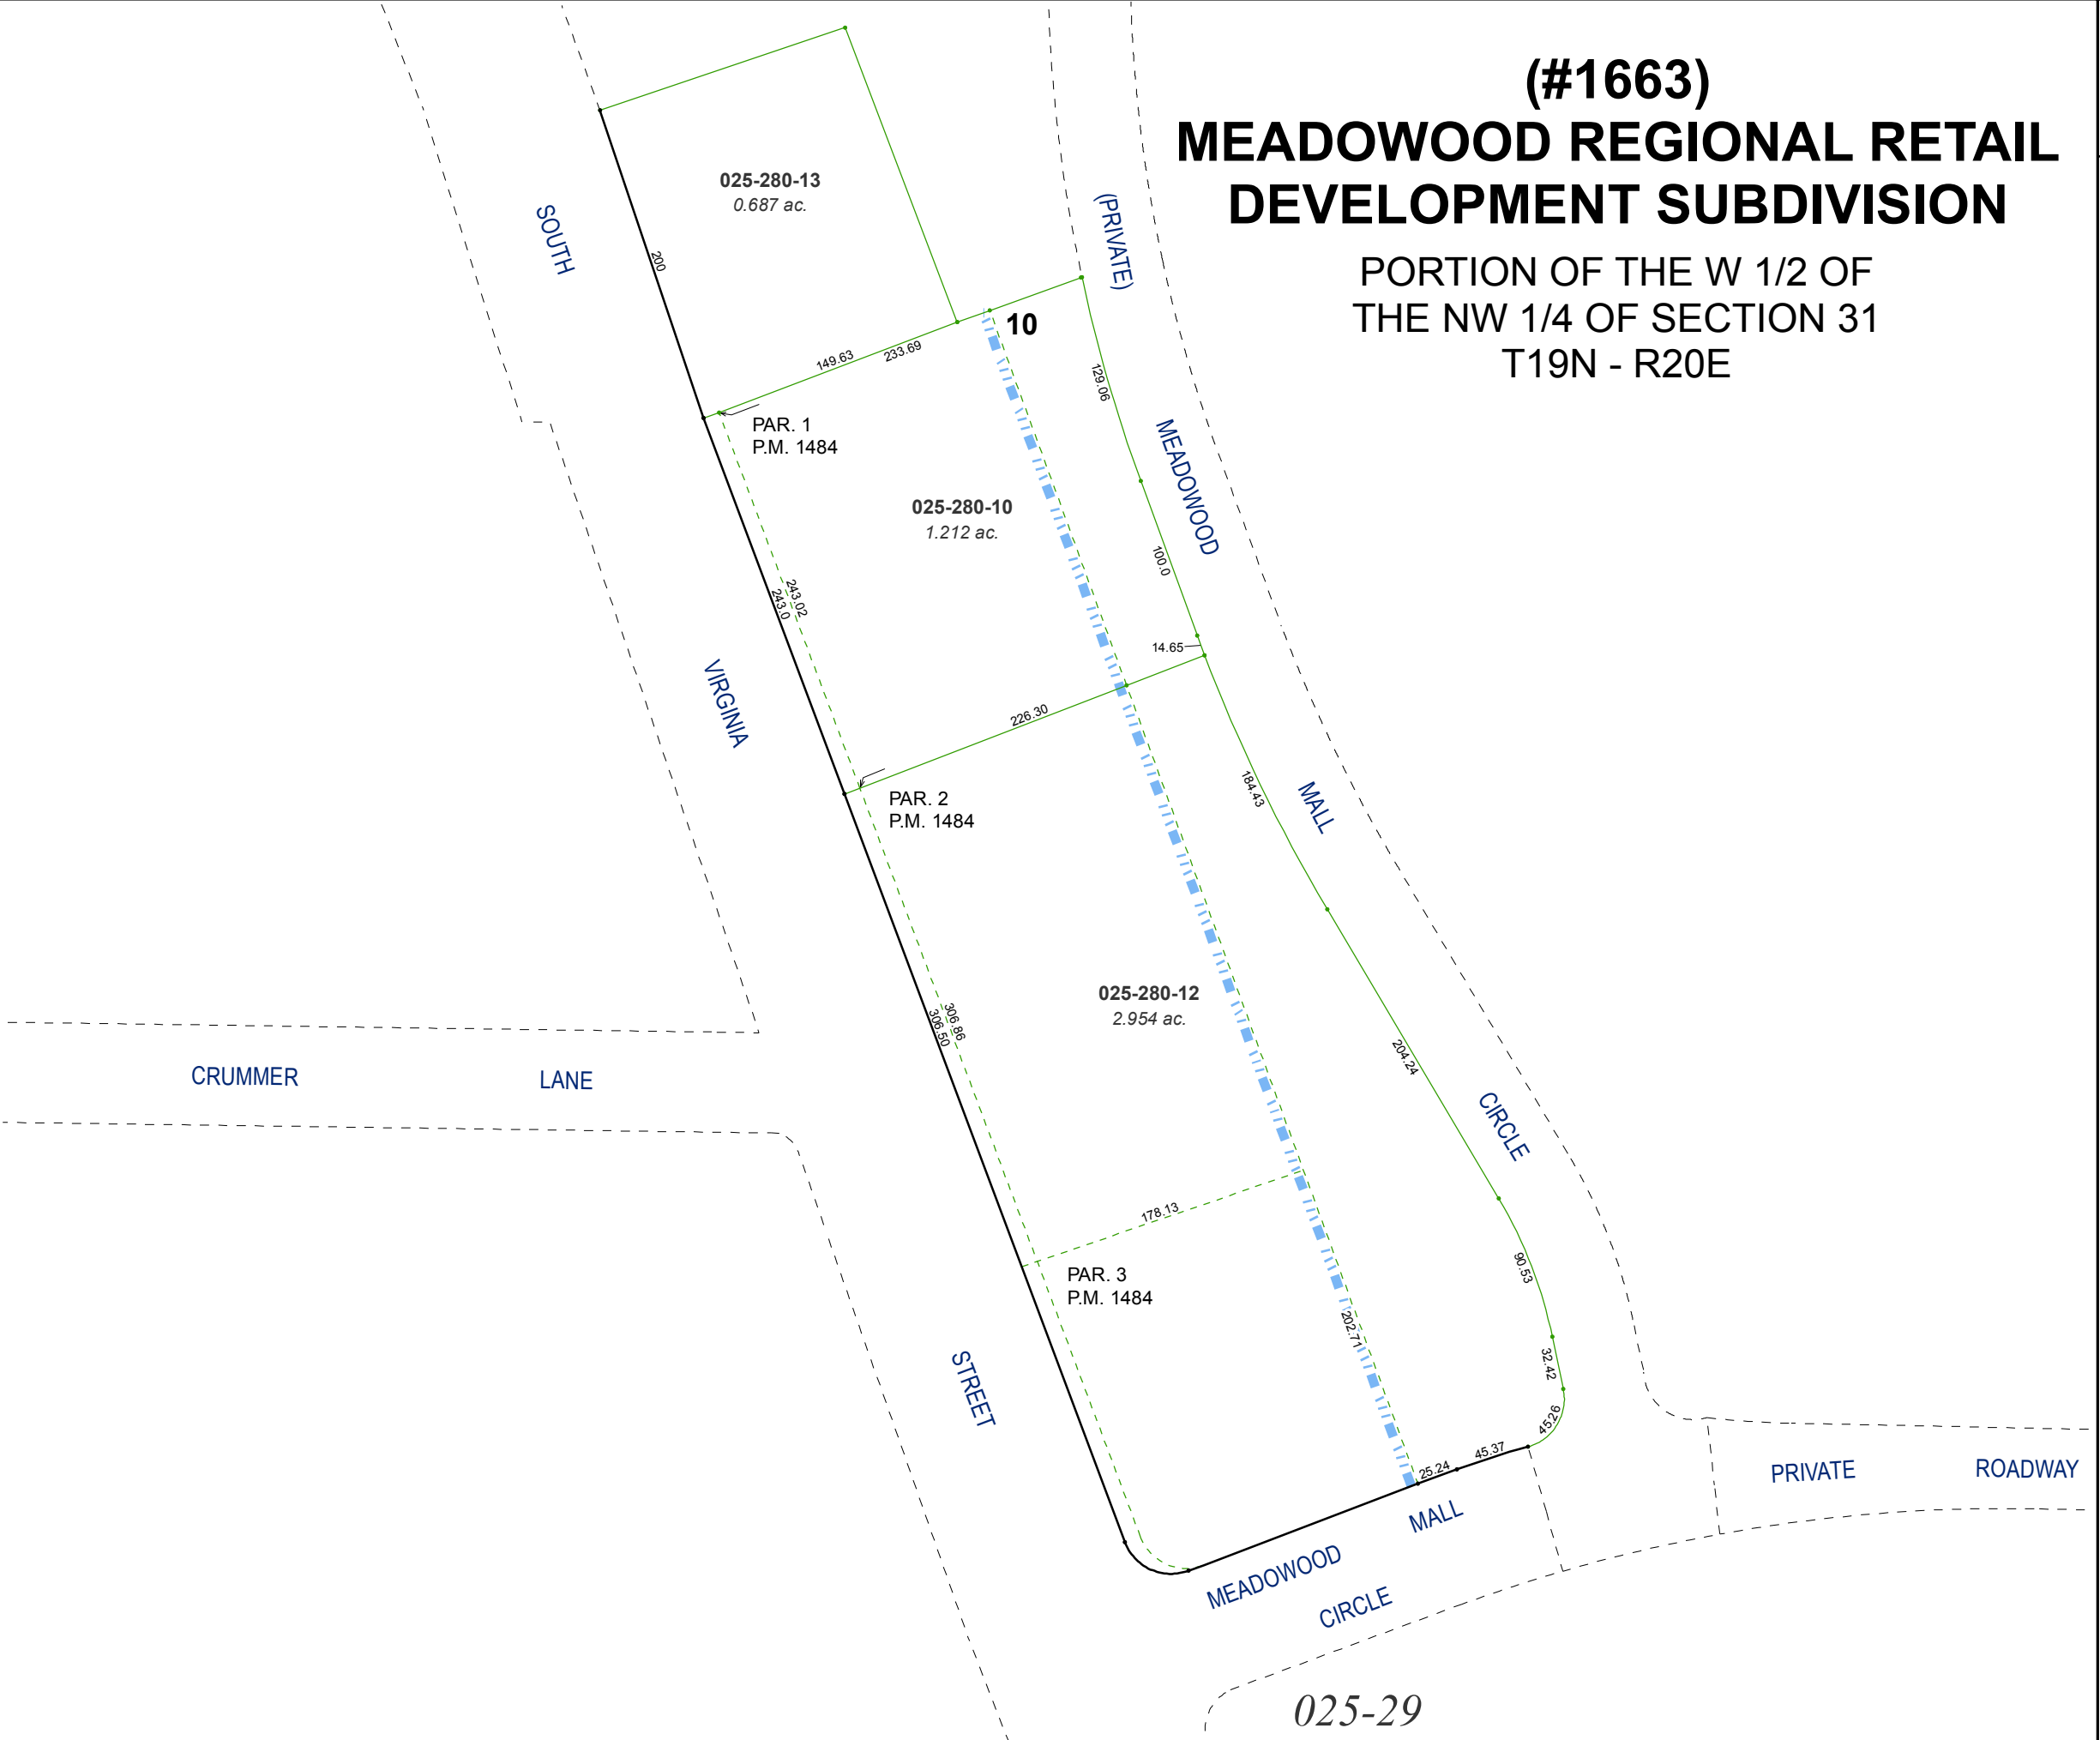 (#1663)
MEADOWOOD REGIONAL RETAIL
DEVELOPMENT SUBDIVISION
PORTION OF THE W 1/2 OF
THE NW 1/4 OF SECTION 31
T19N - R20E
025-280-13
0.687 ac.
SOUTH
200
(PRIVATE)
10
149.63
233.69
129.06
PAR. 1
P.M. 1484
MEADOWOOD
025-280-10
1.212 ac.
100.0
243.02
243.0
14.65
VIRGINIA
226.30
184.43
MALL
PAR. 2
P.M. 1484
025-280-12
2.954 ac.
306.86
306.50
204.24
CRUMMER LANE
CIRCLE
178.13
90.53
PAR. 3
P.M. 1484
202.71
32.42
STREET
45.26
45.37
25.24
PRIVATE ROADWAY
MEADOWOOD MALL
CIRCLE
025-29